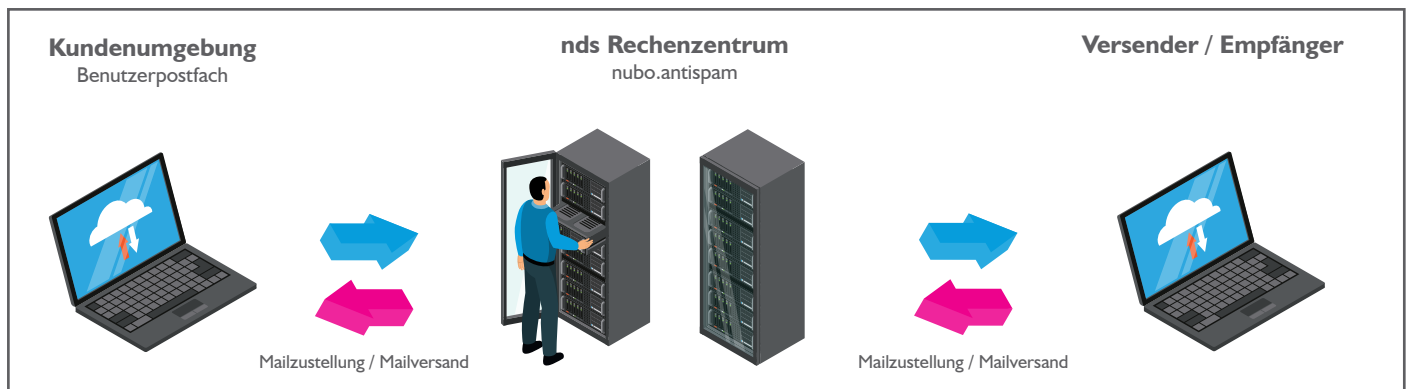 Kundenumgebung
Benutzerpostfach
nds Rechenzentrum
nubo.antispam
Versender / Empfänger
Mailzustellung / Mailversand
Mailzustellung / Mailversand